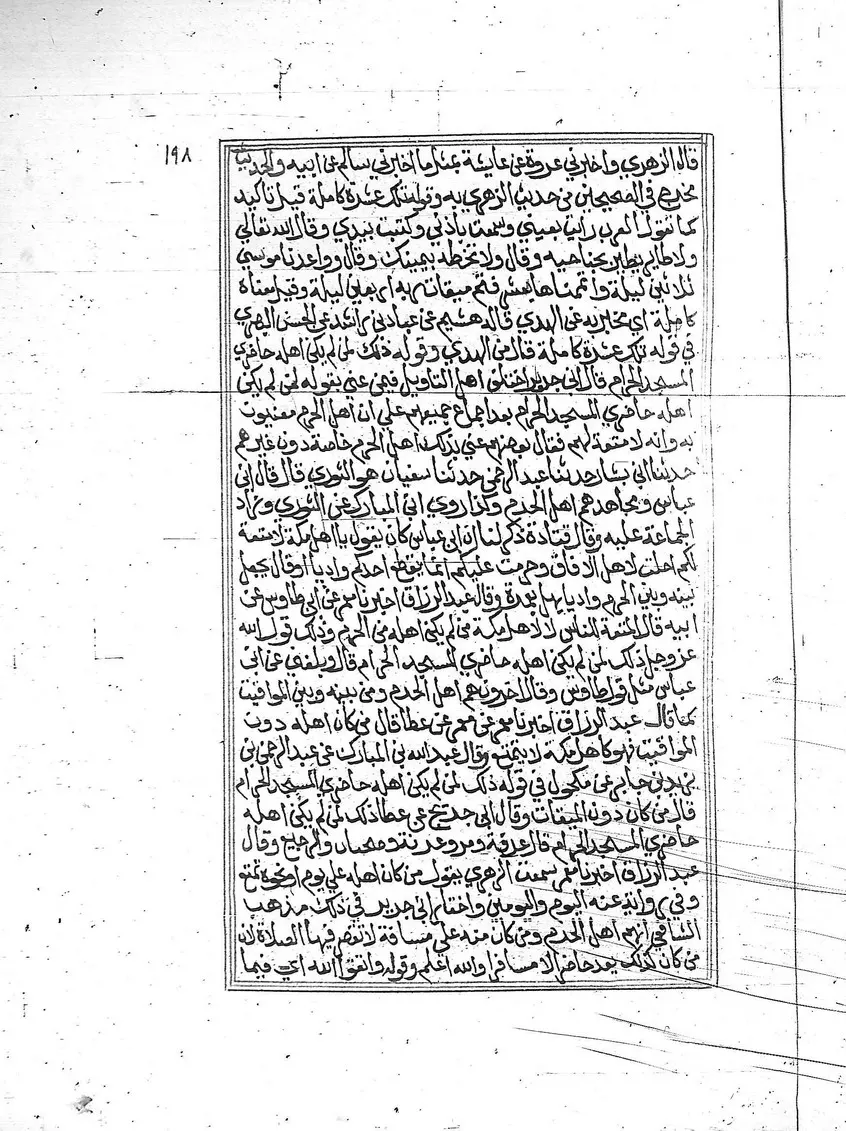 ١٩٨
قال الزهري واخبرني عروة عن عايشة بمثل ما اخبرني سالم عن ابيه والحديث
مخرج في الصحيحين من حديث الزهري به وقوله تلك عشرة كاملة قيل تاكيد
كما تقول العرب رايت بعيني وسمعت باذني وكتبت بيدي وقال الله تعالي
ولا طاير يطير بجناحيه وقال ولا تخطه بيمينك وقال وواعدنا موسي
ثلاثين ليلة واتممناها بعشر فتم ميقات ربه اربعين ليلة وقيل معناه
كاملة اي مجزية عن الهدي قاله هشيم عن عباد بن راشد عن الحسن البصري
في قوله تلك عشرة كاملة قال من الهدي وقوله ذلك لمن لم يكن اهله حاضري
المسجد الحرام قال ابن جرير اختلف اهل التاويل فيمن عني بقوله لمن لم يكن
اهله حاضري المسجد الحرام بعد اجماع جميعهم علي ان اهل الحرم معنيون
به وانه لا متعة لهم فقال بعضهم عني بذلك اهل الحرم خاصة دون غيرهم
حدثنا ابن بشار حدثنا عبد الرحمن حدثنا سفيان هو الثوري قال قال ابن
عباس ومجاهد هم اهل الحرم وكذا روي ابن المبارك عن الثوري وزاد
الجماعة عليه وقال قتادة ذكر لنا ان ابن عباس كان يقول يا اهل مكة لا متعة
لكم احلت لاهل الافاق وحرمت عليكم انما يقطع احدكم واديا او قال يجعل
بينه وبين الحرم واديا يهل بعمرة وقال عبد الرزاق اخبرنا معمر عن ابن طاوس عن
ابيه قال المتعة للناس لا لاهل مكة من لم يكن اهله من الحرم وذلك قول الله
عز وجل ذلك لمن لم يكن اهله حاضري المسجد الحرام قال وبلغني عن ابن
عباس مثل قول طاوس وقال اخرون هم اهل الحرم ومن بينه وبين المواقيت
كما قال عبد الرزاق اخبرنا معمر عن عطا قال من كان اهله دون
المواقيت فهو كاهل مكة لا يتمتع وقال عبد الله بن المبارك عن عبد الرحمن بن
يزيد بن جابر عن مكحول في قوله ذلك لمن لم يكن اهله حاضري المسجد الحرام
قال من كان دون الميقات وقال ابن جريج عن عطا ذلك لمن لم يكن اهله
حاضري المسجد الحرام قال عرفة ومر وعرنة وضجنان والرجيع وقال
عبد الرزاق اخبرنا معمر سمعت الزهري يقول من كان اهله علي يوم او نحوه تمتع
وفي رواية عنه اليوم واليومين واختار ابن جرير في ذلك مذهب
الشافعي انهم اهل الحرم ومن كان منه علي مسافة لا تقصر فيها الصلاة لان
من كان كذلك يعد حاضرا لا مسافرا والله اعلم وقوله واتقوا الله اي فيما